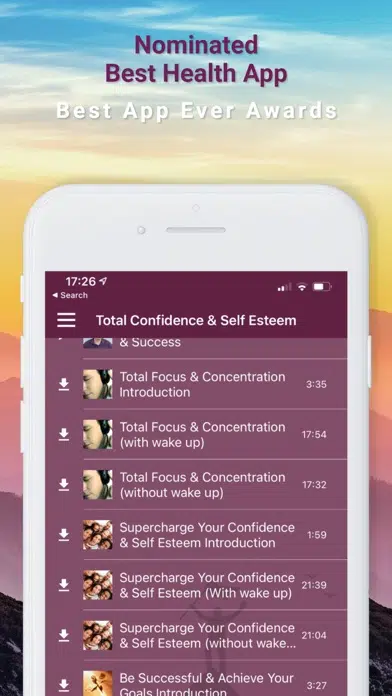 Nominated
Best Health App
Best App Ever Awards
17:26
Search
Total Confidence & Self Esteem
& Success
Total Focus & Concentration
Introduction
3:35
Total Focus & Concentration
(with wake up)
17:54
Total Focus & Concentration
(without wake up)
17:32
Supercharge Your Confidence
& Self Esteem Introduction
1:59
Supercharge Your Confidence
& Self Esteem (With wake up)
21:39
Supercharge Your Confidence
& Self Esteem (without wake...
21:04
Be Successful & Achieve Your
Goals Introduction
3:27